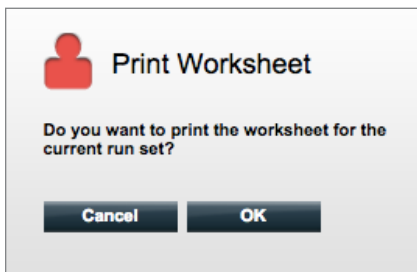 Print Worksheet
Do you want to print the worksheet for the
current run set?
Cancel OK